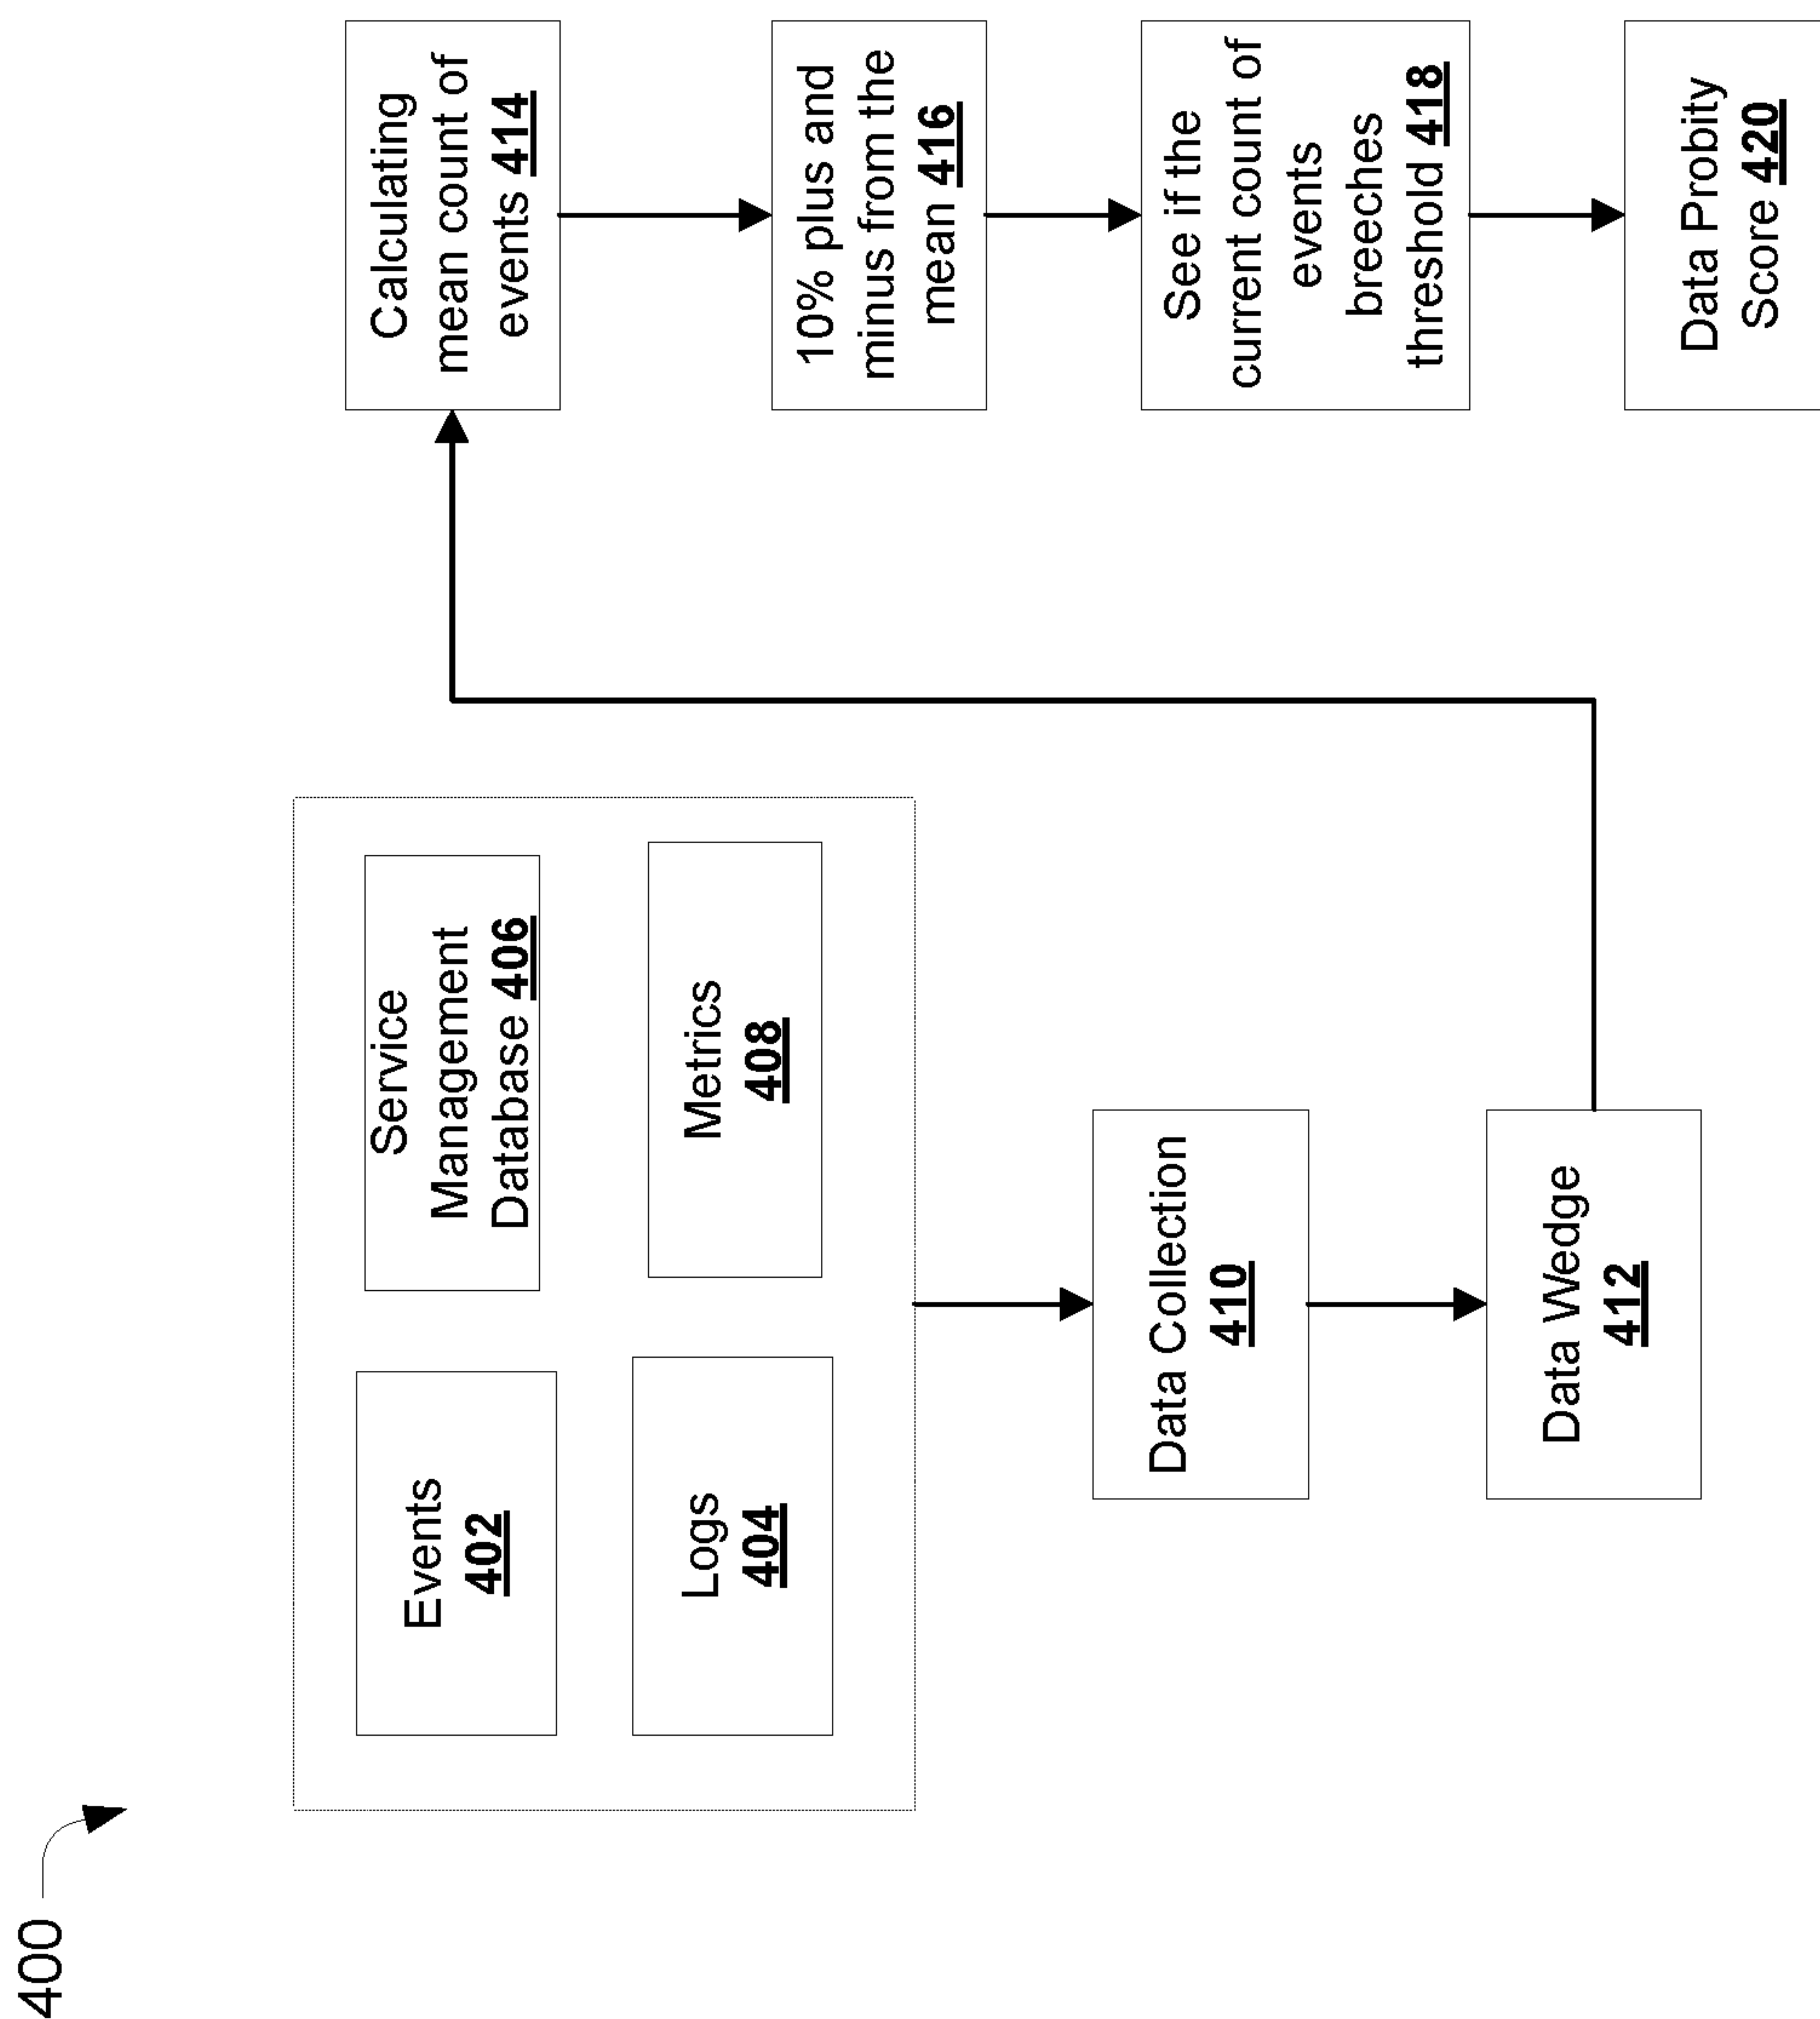 400
Events
402
Service
Management
Database 406
Logs
404
Metrics
408
Data Collection
410
Data Wedge
412
Calculating
mean count of
events 414
10% plus and
minus from the
mean 416
See if the
current count of
events
breeches
threshold 418
Data Probity
Score 420